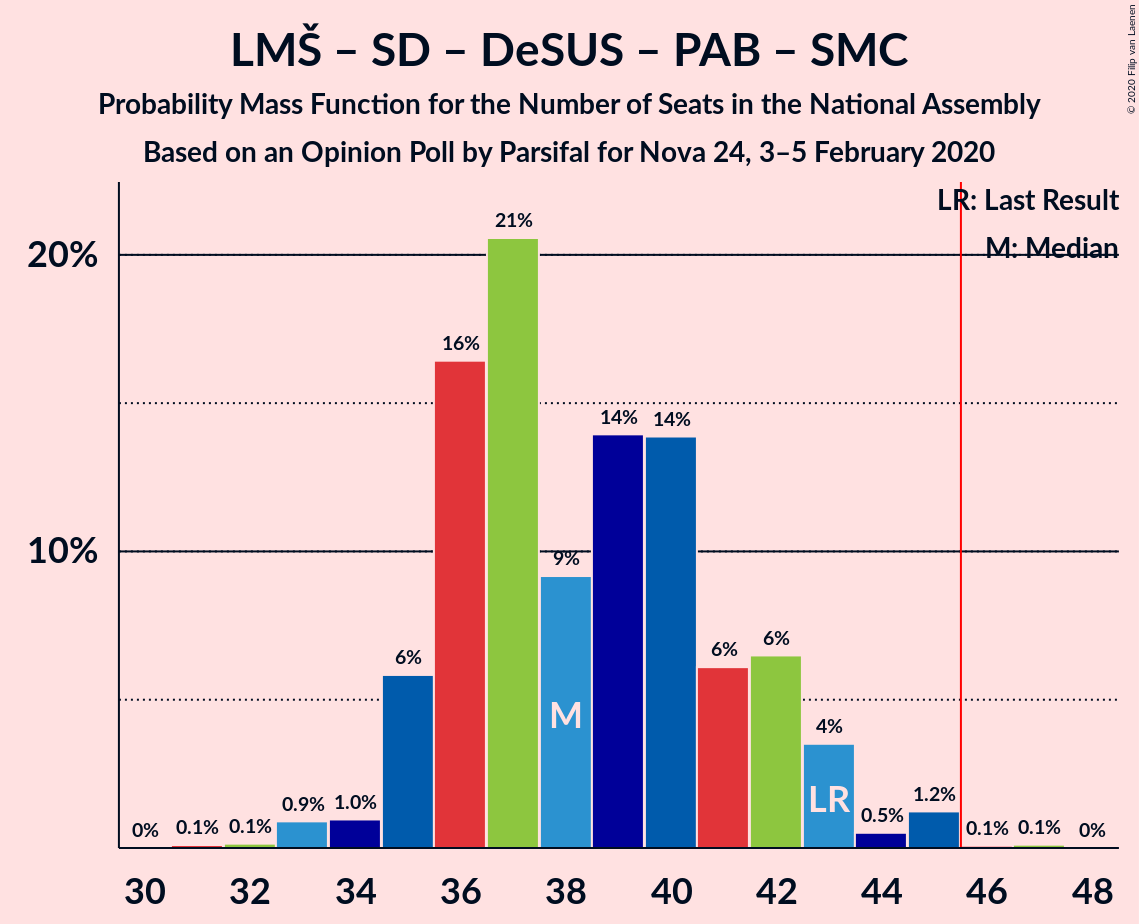 LMŠ – SD – DeSUS – PAB – SMC
Probability Mass Function for the Number of Seats in the National Assembly
Based on an Opinion Poll by Parsifal for Nova 24, 3–5 February 2020
© 2020 Filip van Laenen
LR: Last Result
M: Median
20%
10%
0%
0.1%
0.1%
0.9%
1.0%
6%
16%
21%
9%
14%
14%
6%
6%
4%
0.5%
1.2%
0.1%
0.1%
0%
M
LR
30 32 34 36 38 40 42 44 46 48